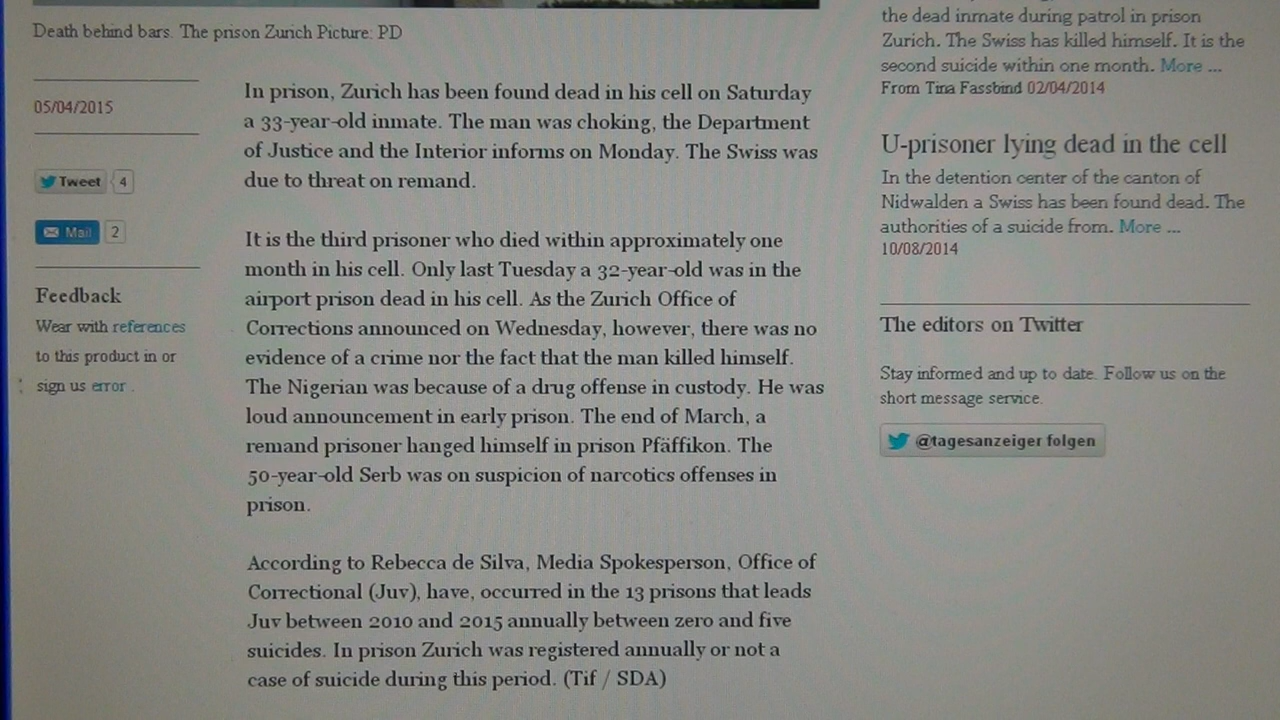 Death behind bars. The prison Zurich Picture: PD
05/04/2015
Tweet 4
Mail 2
Feedback
Wear with references
to this product in or
sign us error .
In prison, Zurich has been found dead in his cell on Saturday
a 33-year-old inmate. The man was choking, the Department
of Justice and the Interior informs on Monday. The Swiss was
due to threat on remand.
It is the third prisoner who died within approximately one
month in his cell. Only last Tuesday a 32-year-old was in the
airport prison dead in his cell. As the Zurich Office of
Corrections announced on Wednesday, however, there was no
evidence of a crime nor the fact that the man killed himself.
The Nigerian was because of a drug offense in custody. He was
loud announcement in early prison. The end of March, a
remand prisoner hanged himself in prison Pfäffikon. The
50-year-old Serb was on suspicion of narcotics offenses in
prison.
According to Rebecca de Silva, Media Spokesperson, Office of
Correctional (Juv), have, occurred in the 13 prisons that leads
Juv between 2010 and 2015 annually between zero and five
suicides. In prison Zurich was registered annually or not a
case of suicide during this period. (Tif / SDA)
the dead inmate during patrol in prison
Zurich. The Swiss has killed himself. It is the
second suicide within one month. More ...
From Tina Fassbind 02/04/2014
U-prisoner lying dead in the cell
In the detention center of the canton of
Nidwalden a Swiss has been found dead. The
authorities of a suicide from. More ...
10/08/2014
The editors on Twitter
Stay informed and up to date. Follow us on the
short message service.
@tagesanzeiger folgen